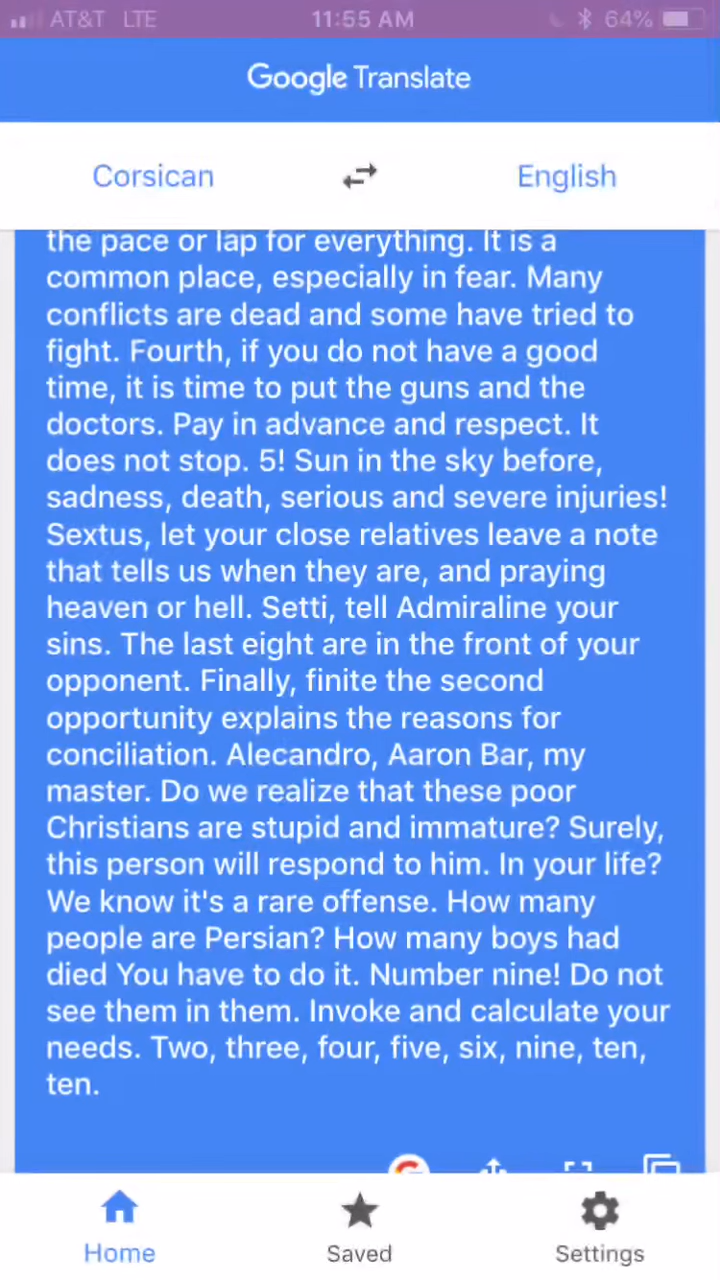 AT&T LTE 11:55 AM 64%
Google Translate
Corsican English
the pace or lap for everything. It is a
common place, especially in fear. Many
conflicts are dead and some have tried to
fight. Fourth, if you do not have a good
time, it is time to put the guns and the
doctors. Pay in advance and respect. It
does not stop. 5! Sun in the sky before,
sadness, death, serious and severe injuries!
Sextus, let your close relatives leave a note
that tells us when they are, and praying
heaven or hell. Setti, tell Admiraline your
sins. The last eight are in the front of your
opponent. Finally, finite the second
opportunity explains the reasons for
conciliation. Alecandro, Aaron Bar, my
master. Do we realize that these poor
Christians are stupid and immature? Surely,
this person will respond to him. In your life?
We know it's a rare offense. How many
people are Persian? How many boys had
died You have to do it. Number nine! Do not
see them in them. Invoke and calculate your
needs. Two, three, four, five, six, nine, ten,
ten.
Home Saved Settings